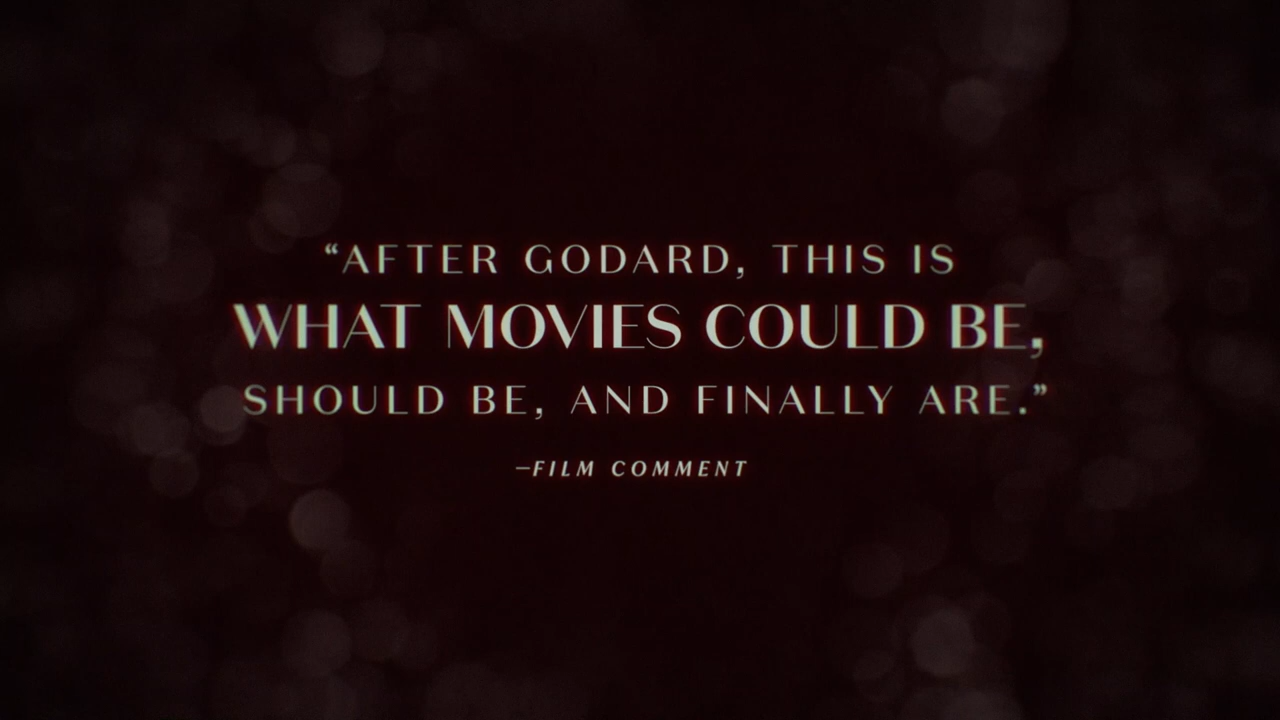 “AFTER GODARD, THIS IS
WHAT MOVIES COULD BE,
SHOULD BE, AND FINALLY ARE.”
–FILM COMMENT